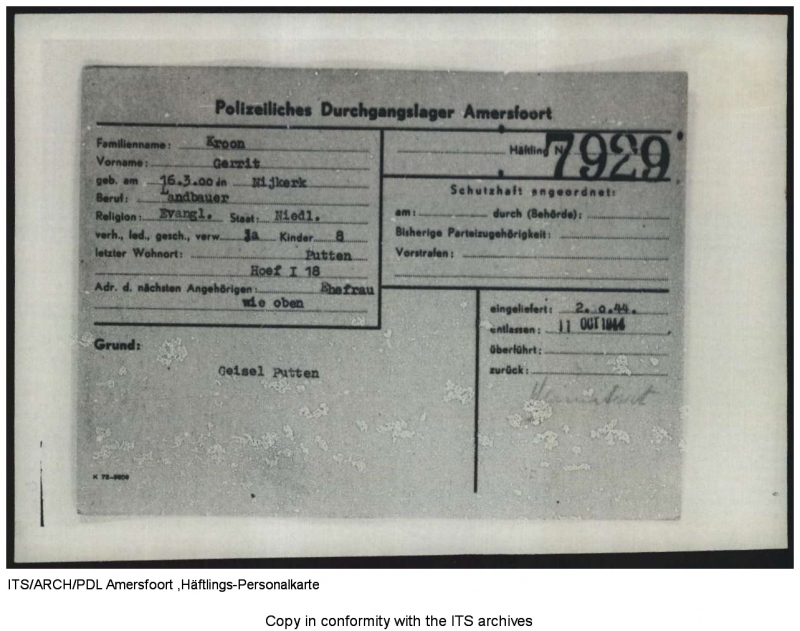 Polizeiliches Durchgangslager Amersfoort
Familienname: Kroon
Vorname: Gerrit
geb. am 16.3.00 in Nijkerk
Beruf: Landbauer
Religion: Evangl. Staat: Niedl.
verh., led., gesch., verw. Ja Kinder 8
letzter Wohnort: Putten
Hoef I 18
Adr. d. nächsten Angehörigen: Ehefrau
wie oben
Häftling Nr. 7929
Schutzhaft angeordnet:
am: durch (Behörde):
Bisherige Parteizugehörigkeit:
Vorstrafen:
eingeliefert: 2. o.44.
entlassen: 11 OCT 1944
überführt:
zurück:
Grund:
Geisel Putten
K 72-
ITS/ARCH/PDL Amersfoort ,Häftlings-Personalkarte
Copy in conformity with the ITS archives